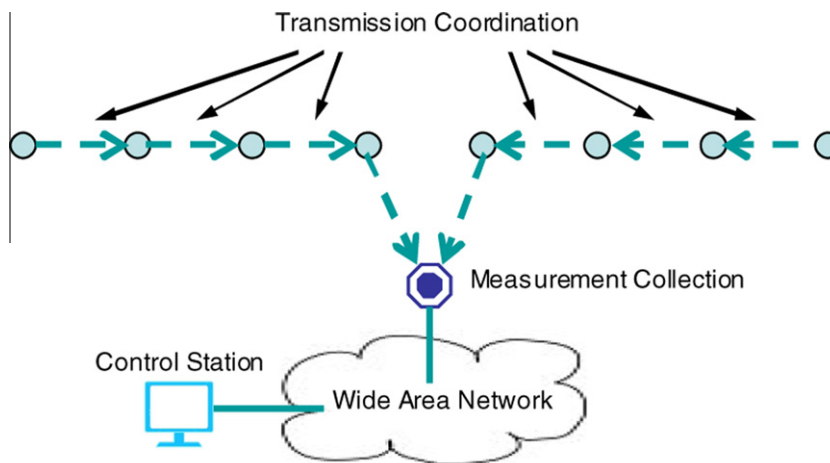 Transmission Coordination
Measurement Collection
Control Station
Wide Area Network